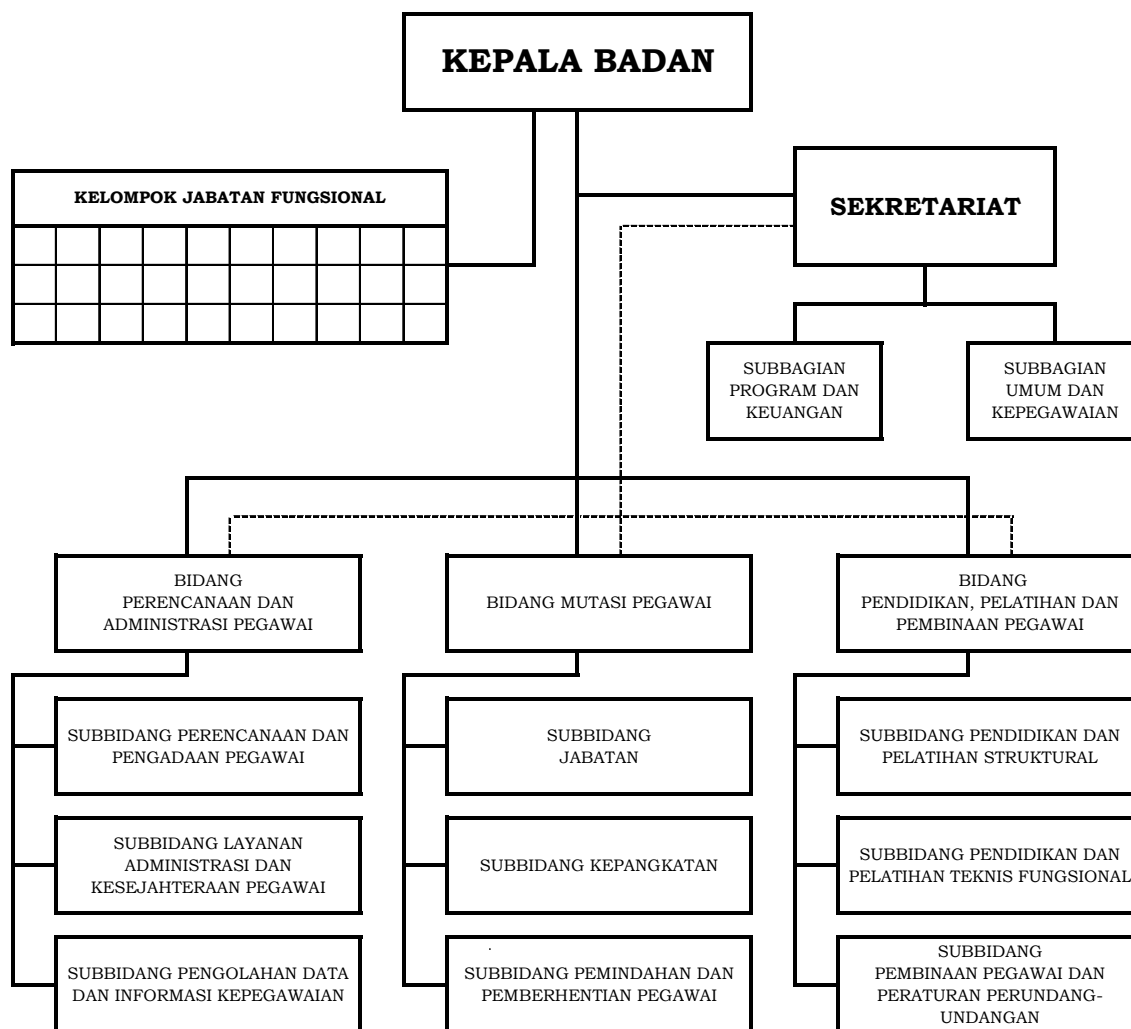 KEPALA BADAN
KELOMPOK JABATAN FUNGSIONAL
SEKRETARIAT
SUBBAGIAN
PROGRAM DAN
KEUANGAN
SUBBAGIAN
UMUM DAN
KEPEGAWAIAN
BIDANG
PERENCANAAN DAN
ADMINISTRASI PEGAWAI
BIDANG MUTASI PEGAWAI
BIDANG
PENDIDIKAN, PELATIHAN DAN
PEMBINAAN PEGAWAI
SUBBIDANG PERENCANAAN DAN
PENGADAAN PEGAWAI
SUBBIDANG
JABATAN
SUBBIDANG PENDIDIKAN DAN
PELATIHAN STRUKTURAL
SUBBIDANG LAYANAN
ADMINISTRASI DAN
KESEJAHTERAAN PEGAWAI
SUBBIDANG KEPANGKATAN
SUBBIDANG PENDIDIKAN DAN
PELATIHAN TEKNIS FUNGSIONAL
SUBBIDANG PENGOLAHAN DATA
DAN INFORMASI KEPEGAWAIAN
SUBBIDANG PEMINDAHAN DAN
PEMBERHENTIAN PEGAWAI
SUBBIDANG
PEMBINAAN PEGAWAI DAN
PERATURAN PERUNDANG-
UNDANGAN